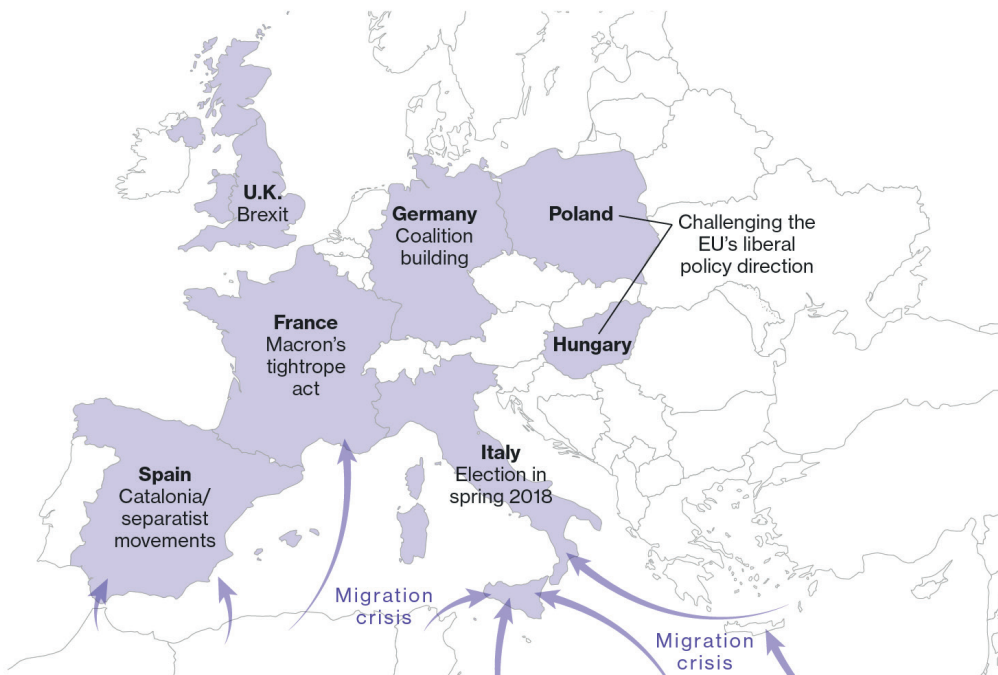 U.K.
Brexit
Germany
Coalition
building
Poland
Challenging the
EU's liberal
policy direction
France
Macron's
tightrope
act
Hungary
Spain
Catalonia/
separatist
movements
Italy
Election in
spring 2018
Migration
crisis
Migration
crisis